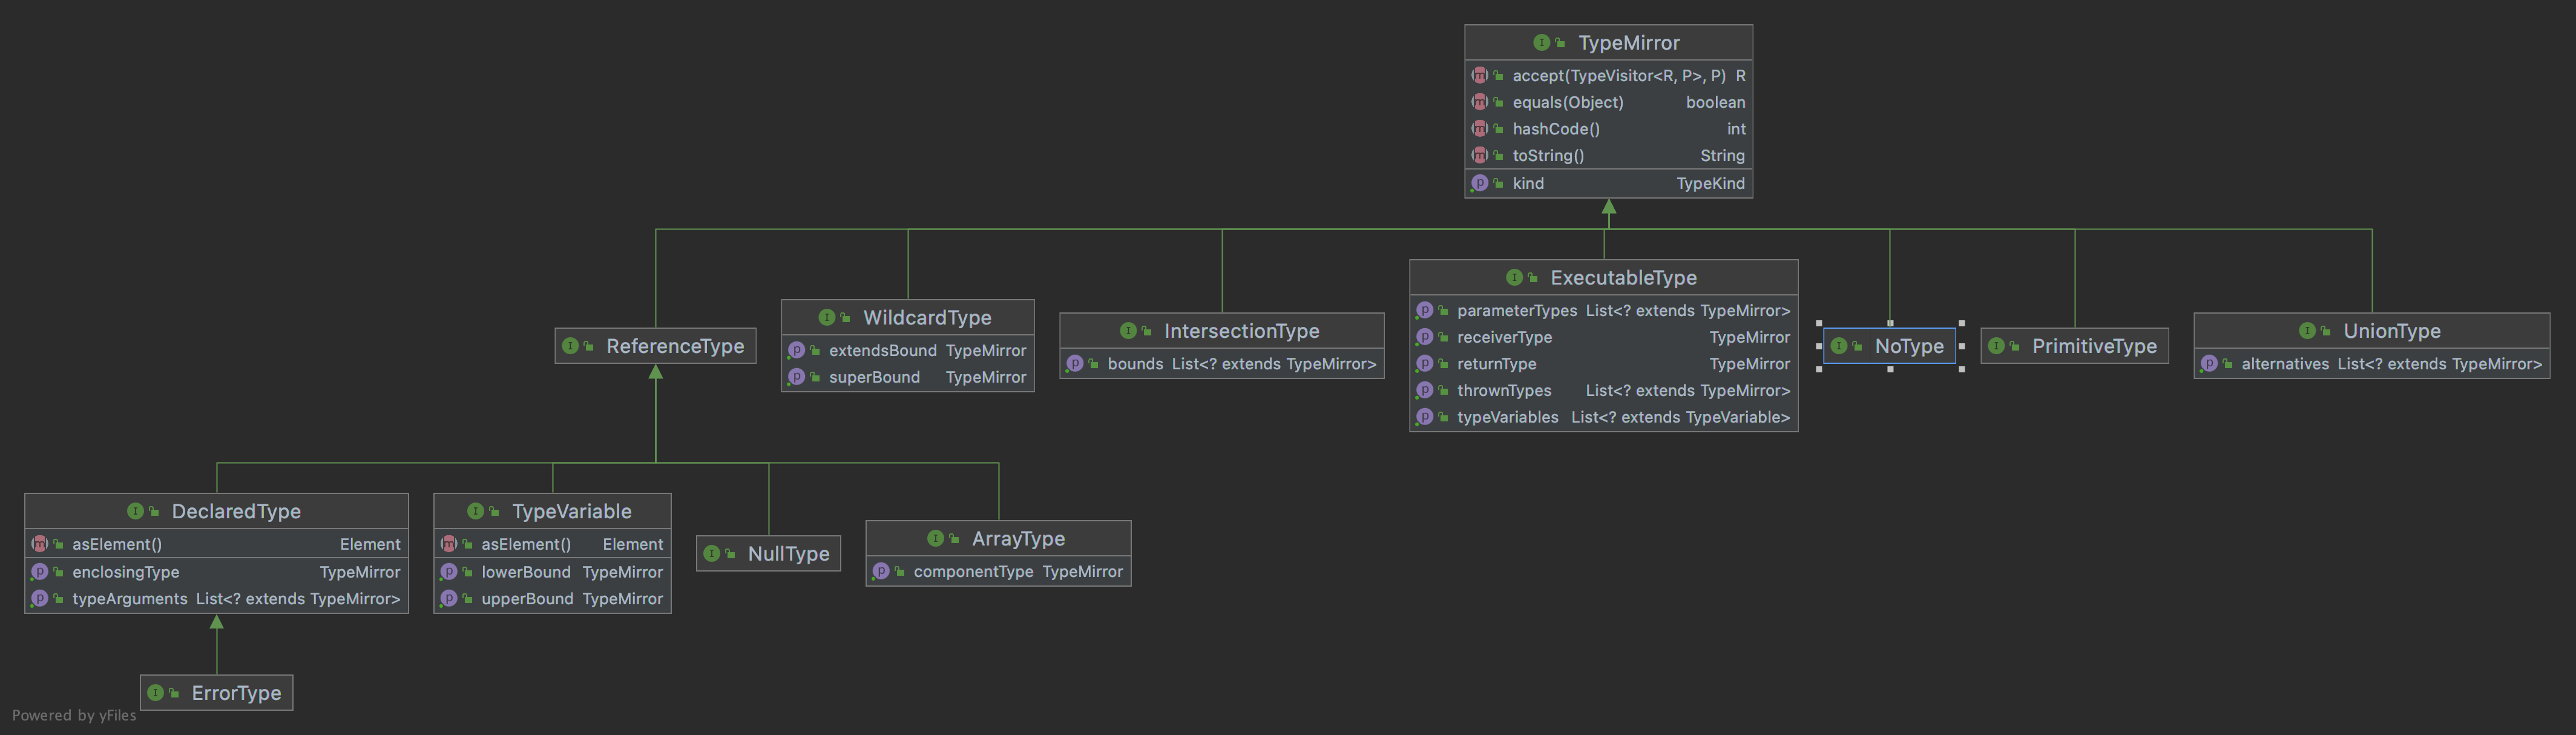 TypeMirror
accept(TypeVisitor<R, P>, P) R
equals(Object) boolean
hashCode() int
toString() String
kind TypeKind
ReferenceType
WildcardType
extendsBound TypeMirror
superBound TypeMirror
IntersectionType
bounds List<? extends TypeMirror>
ExecutableType
parameterTypes List<? extends TypeMirror>
receiverType TypeMirror
returnType TypeMirror
thrownTypes List<? extends TypeMirror>
typeVariables List<? extends TypeVariable>
NoType
PrimitiveType
UnionType
alternatives List<? extends TypeMirror>
DeclaredType
asElement() Element
enclosingType TypeMirror
typeArguments List<? extends TypeMirror>
TypeVariable
asElement() Element
lowerBound TypeMirror
upperBound TypeMirror
NullType
ArrayType
componentType TypeMirror
ErrorType
Powered by yFiles